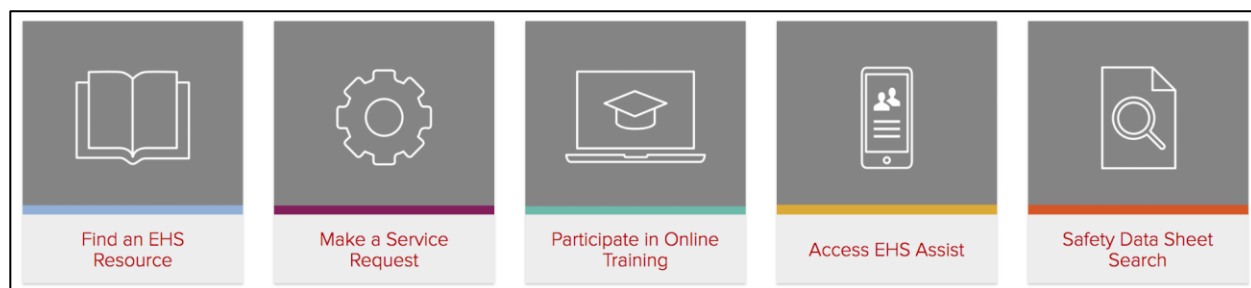 Find an EHS
Resource
Make a Service
Request
Participate in Online
Training
Access EHS Assist
Safety Data Sheet
Search